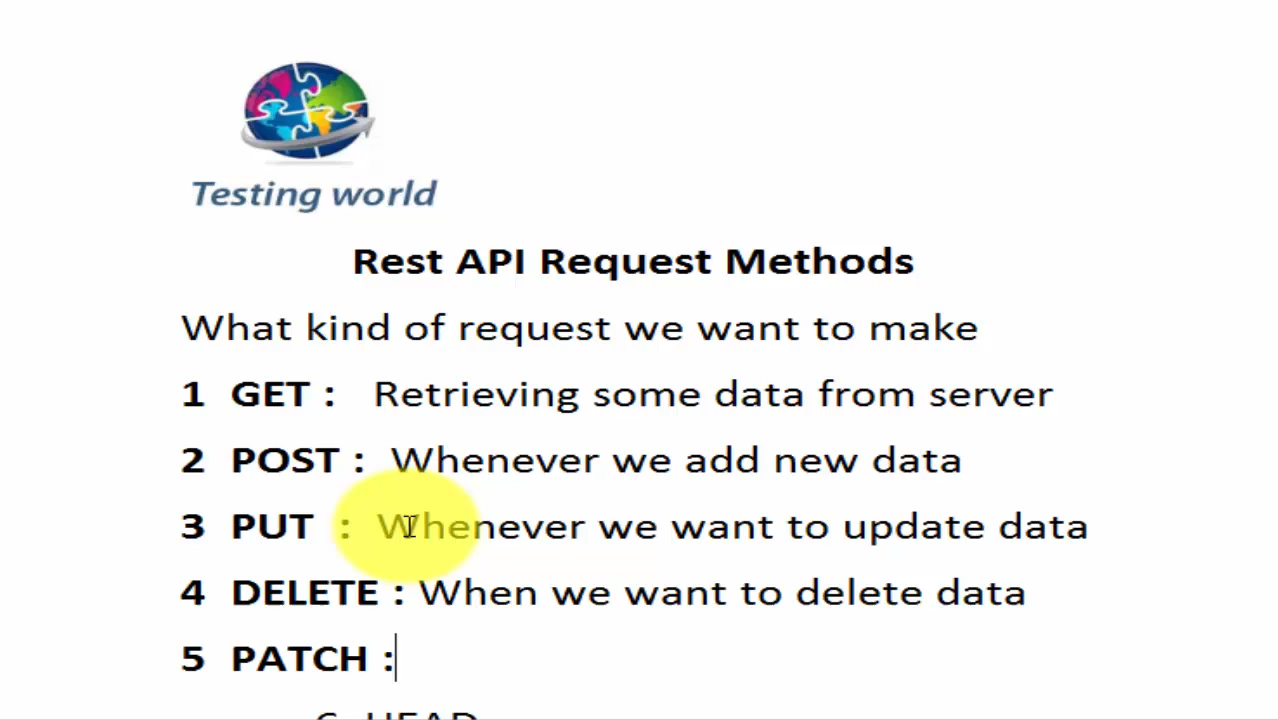 Testing world
Rest API Request Methods
What kind of request we want to make
1 GET : Retrieving some data from server
2 POST : Whenever we add new data
3 PUT : Whenever we want to update data
4 DELETE : When we want to delete data
5 PATCH :
6 HEAD